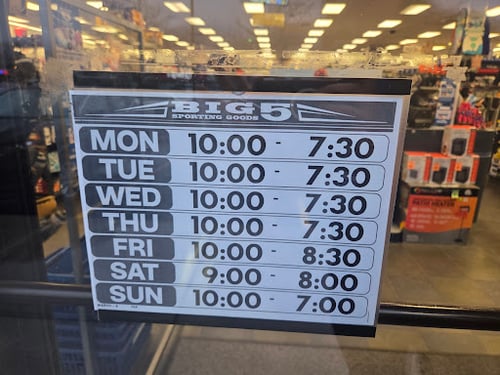 BIG 5
SPORTING GOODS
MON 10:00 - 7:30
TUE 10:00 - 7:30
WED 10:00 - 7:30
THU 10:00 - 7:30
FRI 10:00 - 8:30
SAT 9:00 - 8:00
SUN 10:00 - 7:00
PATIO HEATER